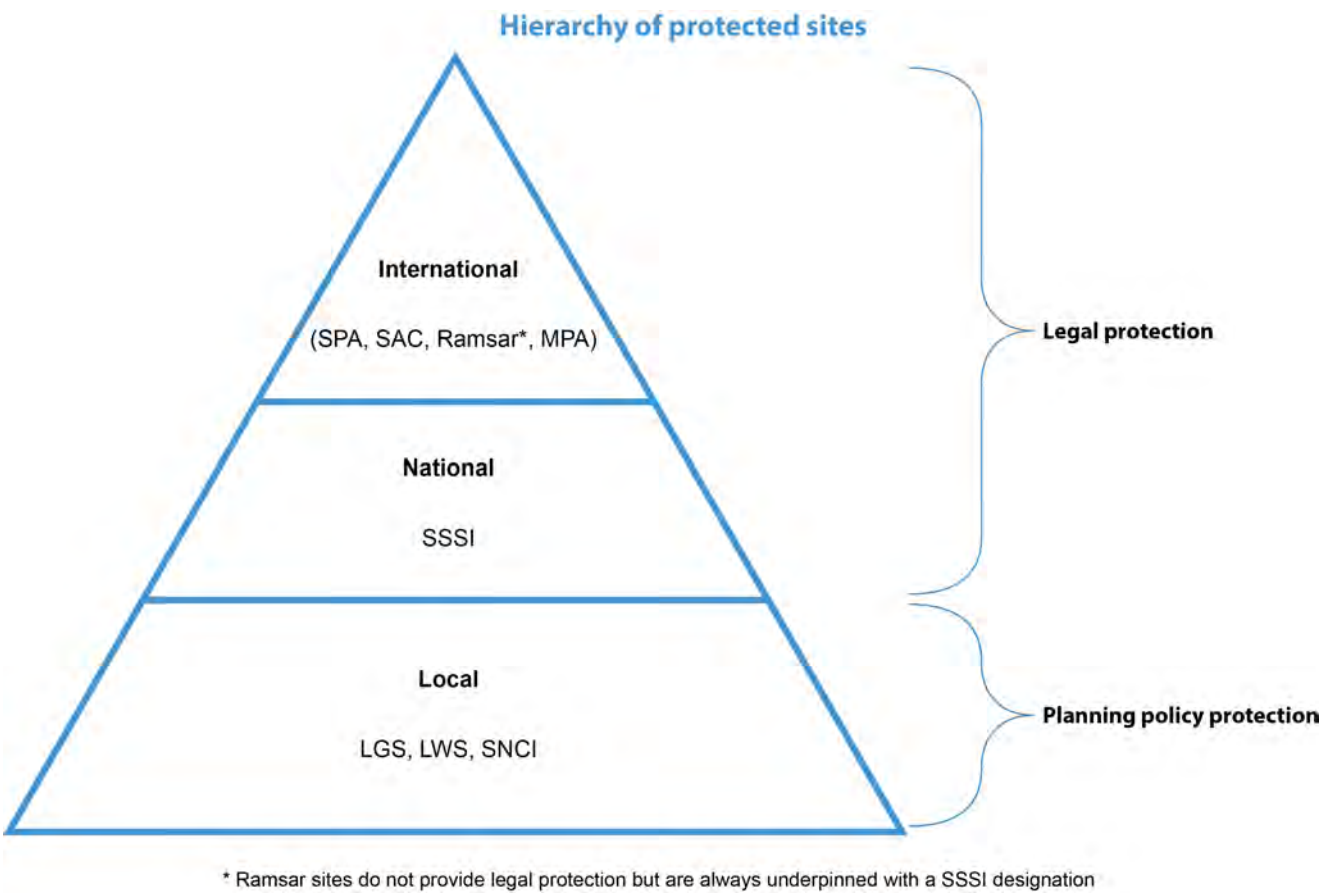 Hierarchy of protected sites
International
(SPA, SAC, Ramsar*, MPA)
Legal protection
National
SSSI
Local
Planning policy protection
LGS, LWS, SNCI
* Ramsar sites do not provide legal protection but are always underpinned with a SSSI designation